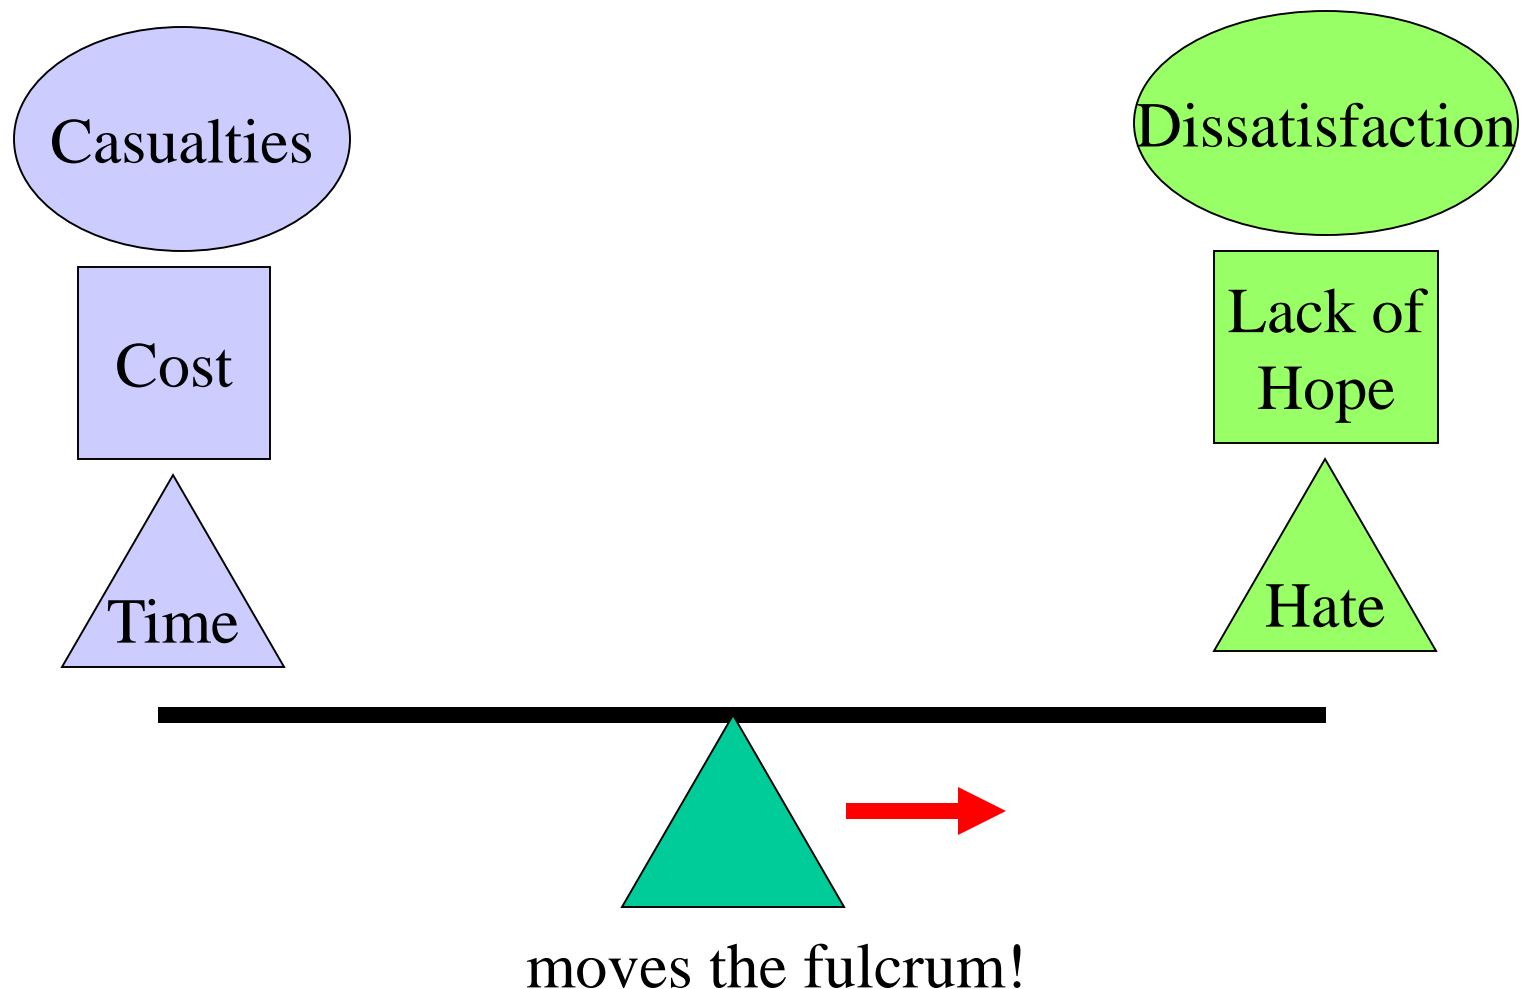 Casualties
Cost
Time
Dissatisfaction
Lack of
Hope
Hate
moves the fulcrum!